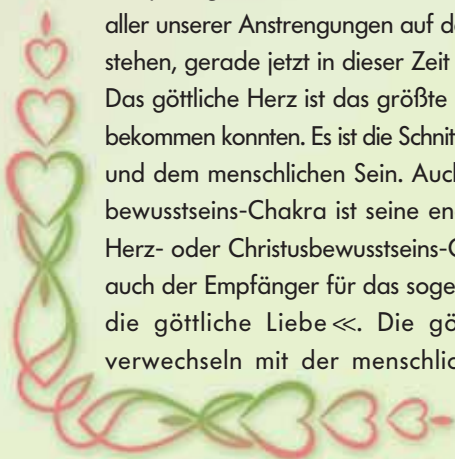 aller unserer Anstrengungen auf d
stehen, gerade jetzt in dieser Zeit
Das göttliche Herz ist das größte
bekommen konnten. Es ist die Schnit
und dem menschlichen Sein. Auch
bewusstseins-Chakra ist seine en
Herz- oder Christusbewusstseins-C
auch der Empfänger für das soge
die göttliche Liebe≪. Die gö
verwechseln mit der menschlic